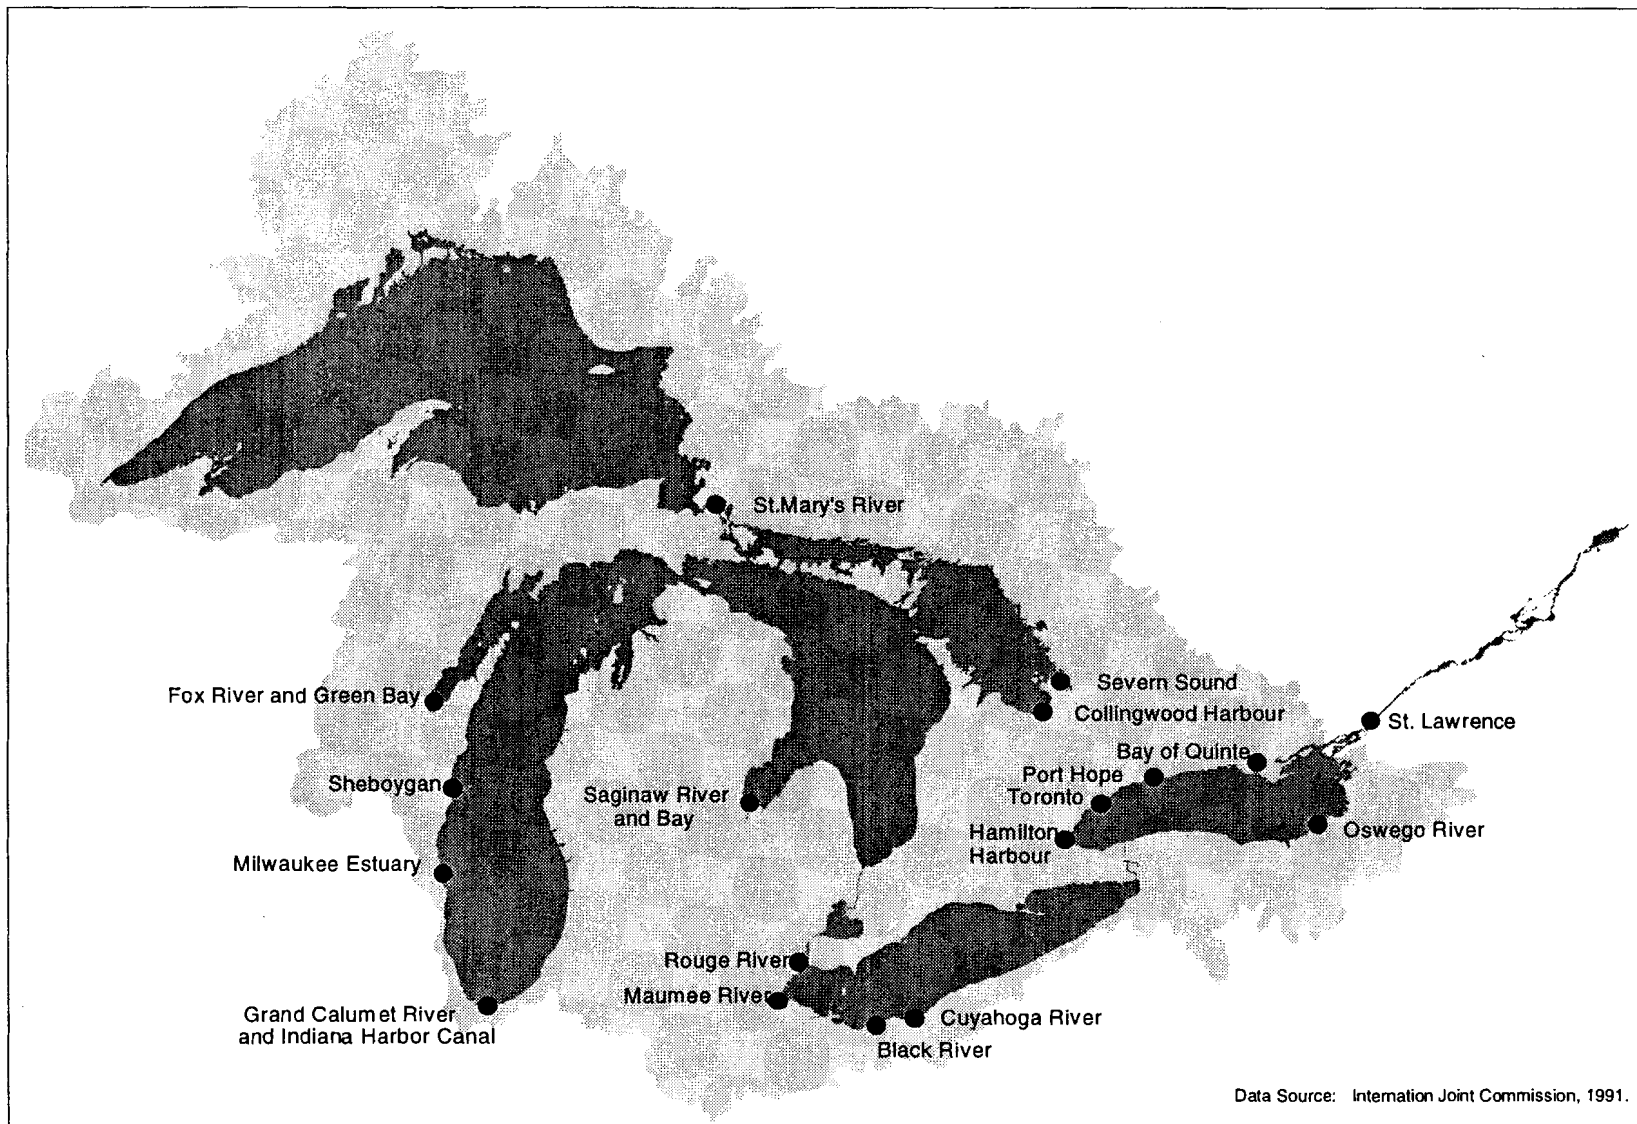 St.Mary's River
Fox River and Green Bay
Severn Sound
Collingwood Harbour
St. Lawrence
Bay of Quinte
Port Hope
Toronto
Sheboygan
Saginaw River
and Bay
Hamilton
Harbour
Oswego River
Milwaukee Estuary
Rouge River
Maumee River
Grand Calumet River
and Indiana Harbor Canal
Cuyahoga River
Black River
Data Source: Internation Joint Commission, 1991.